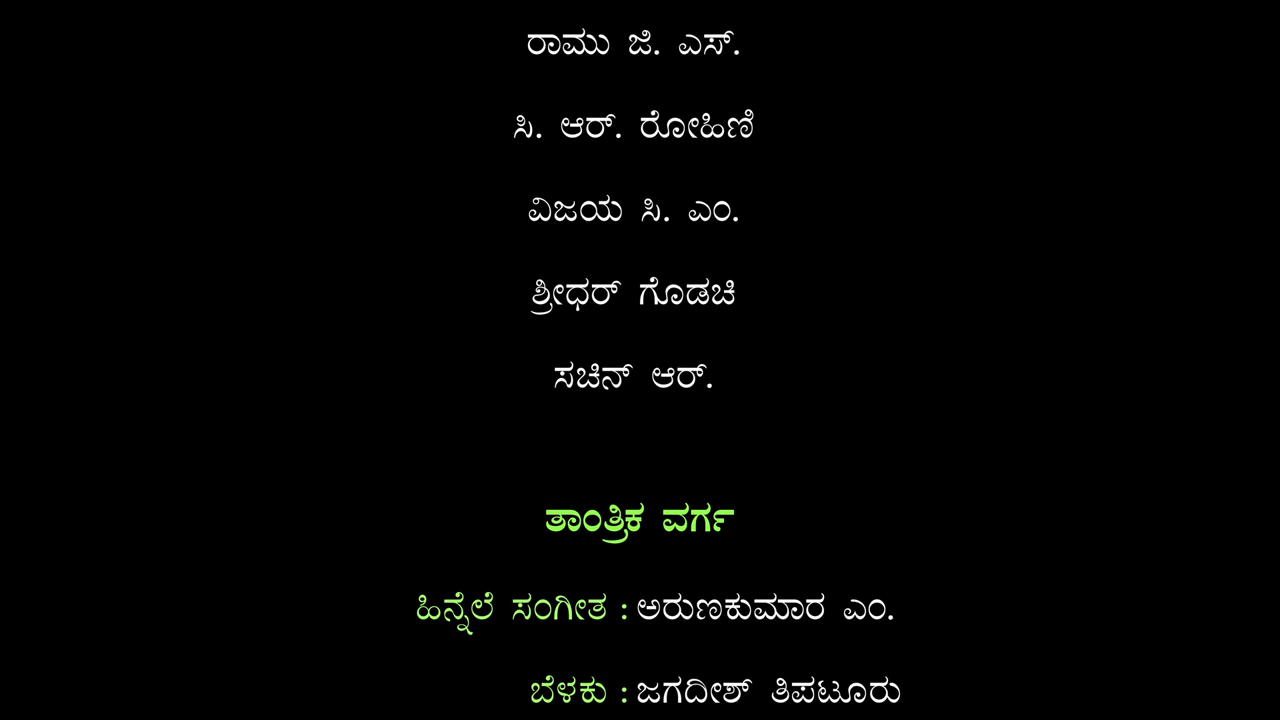 ರಾಮು ಜಿ. ಎಸ್.
ಸಿ. ಆರ್. ರೋಹಿಣಿ
ವಿಜಯ ಸಿ. ಎಂ.
ಶ್ರೀಧರ್ ಗೊಡಚಿ
ಸಚಿನ್ ಆರ್.
ತಾಂತ್ರಿಕ ವರ್ಗ
ಹಿನ್ನೆಲೆ ಸಂಗೀತ : ಅರುಣಕುಮಾರ ಎಂ.
ಬೆಳಕು : ಜಗದೀಶ್ ತಿಪಟೂರು